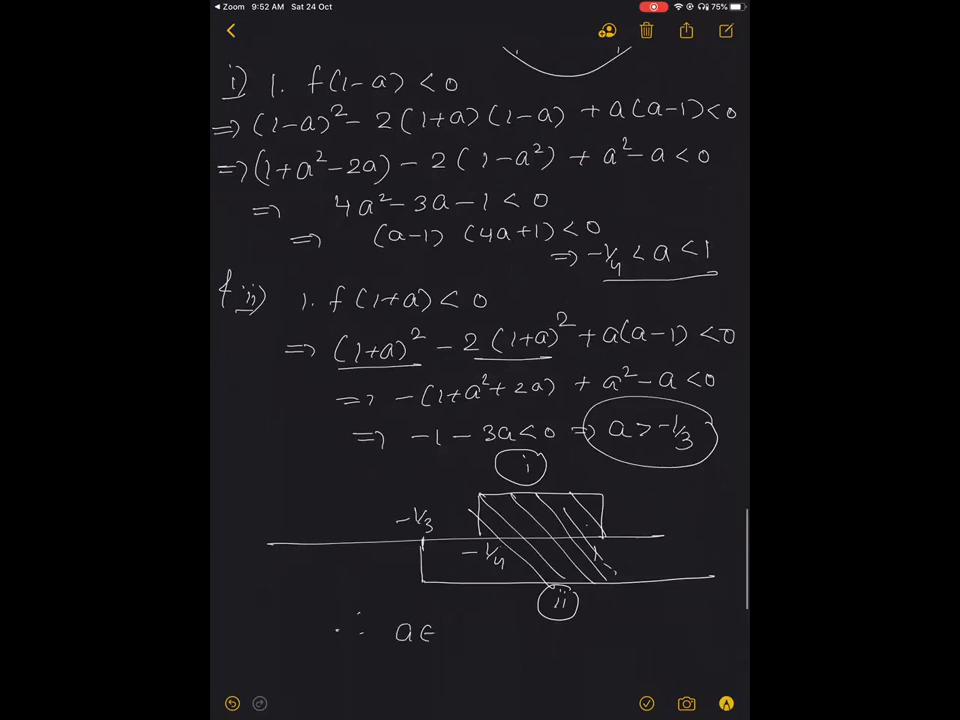 Zoom 9:52 AM Sat 24 Oct 75%
i) 1. f(1-a) < 0
=> (1-a)² - 2(1+a)(1-a) + a(a-1) < 0
=> (1+a²-2a) - 2(1-a²) + a²-a < 0
=> 4a²-3a-1 < 0
=> (a-1) (4a+1) < 0
=> -1/4 < a < 1
f ii) 1. f(1+a) < 0
=> (1+a)² - 2(1+a)² + a(a-1) < 0
=> -(1+a²+2a) + a²-a < 0
=> -1-3a < 0 => a > -1/3
i
-1/3
-1/4 1
ii
∴ a ∈